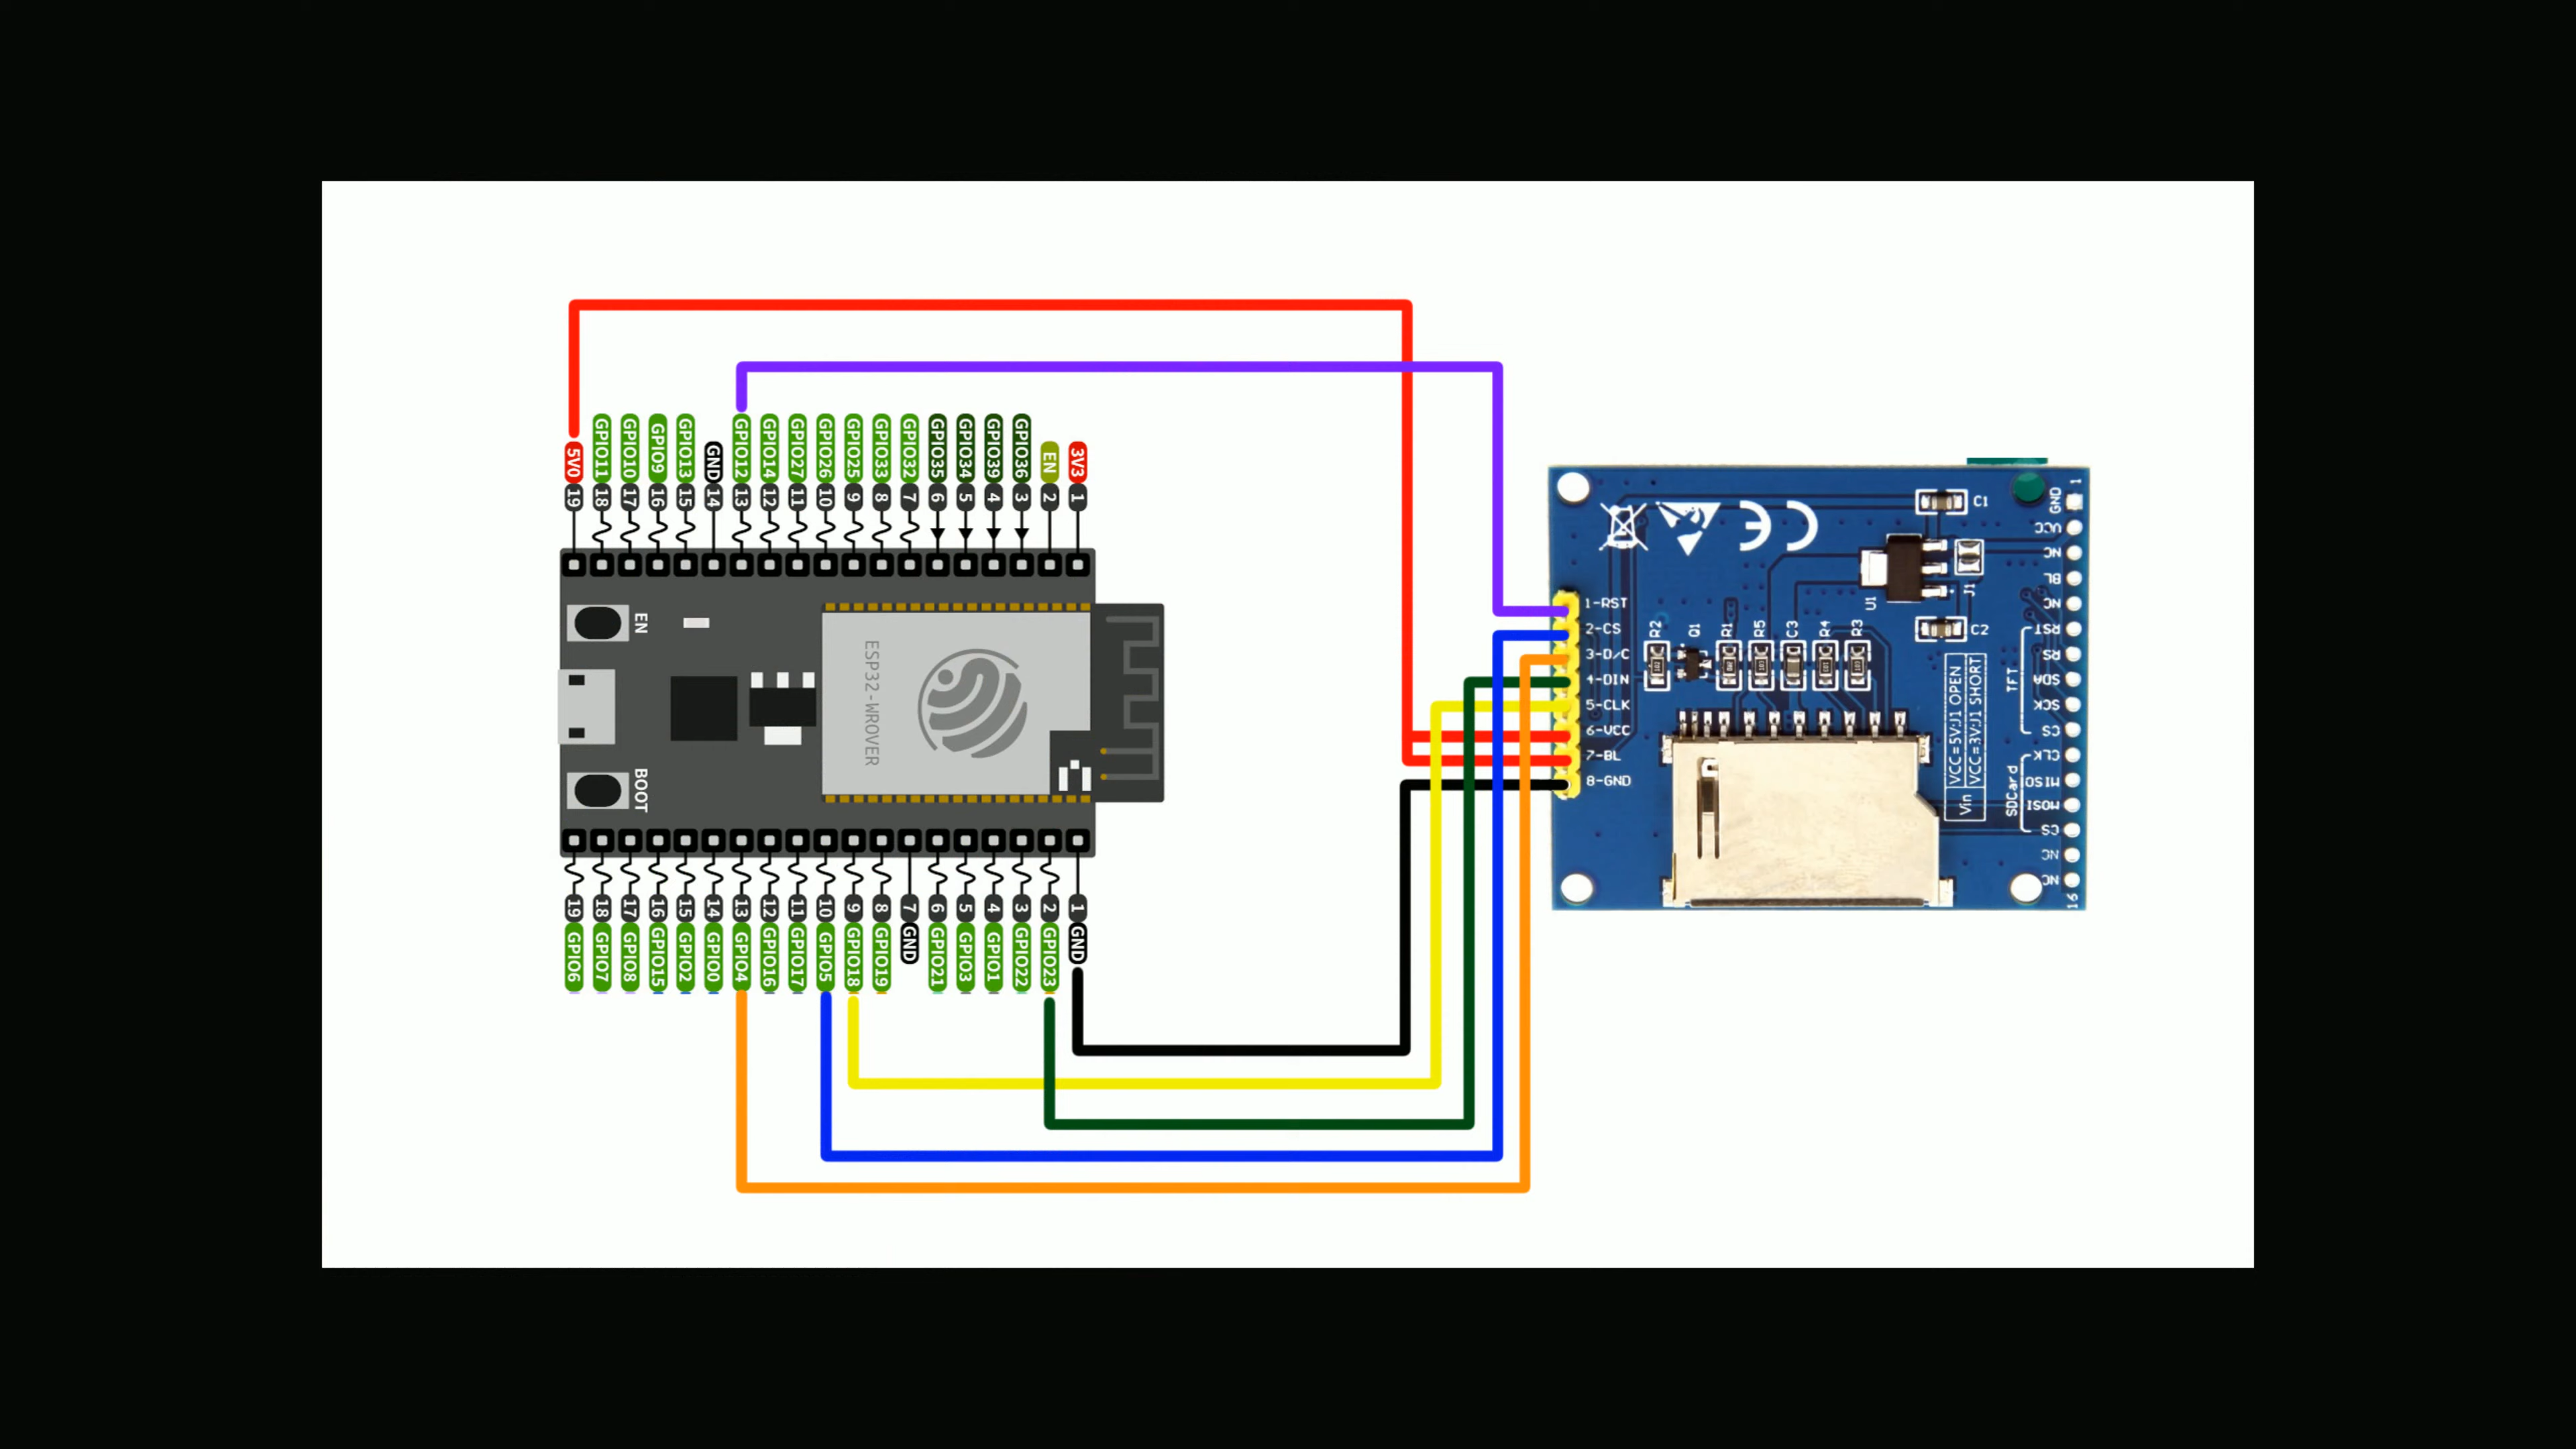 5V0 GPIO11 GPIO10 GPIO9 GPIO13 GND GPIO12 GPIO14 GPIO27 GPIO26 GPIO25 GPIO33 GPIO32 GPIO35 GPIO34 GPIO39 GPIO36 EN 3V3
19 18 17 16 15 14 13 12 11 10 9 8 7 6 5 4 3 2 1
EN
BOOT
ESP32-WROVER
19 18 17 16 15 14 13 12 11 10 9 8 7 6 5 4 3 2 1
GPIO6 GPIO7 GPIO8 GPIO15 GPIO2 GPIO0 GPIO4 GPIO16 GPIO17 GPIO5 GPIO18 GPIO19 GND GPIO21 GPIO3 GPIO1 GPIO22 GPIO23 GND
1-RST
2-CS
3-D/C
4-DIN
5-CLK
6-VCC
7-BL
8-GND
R2 Q1 R1 R5 C3 R4 R3
C1
U1
J1
C2
Vin
VCC=5V:J1 OPEN
VCC=3V:J1 SHORT
TFT
SDCard
1
GND
VCC
NC
BL
NC
RST
RS
SDA
SCK
CS
CLK
MISO
MOSI
CS
NC
NC
16